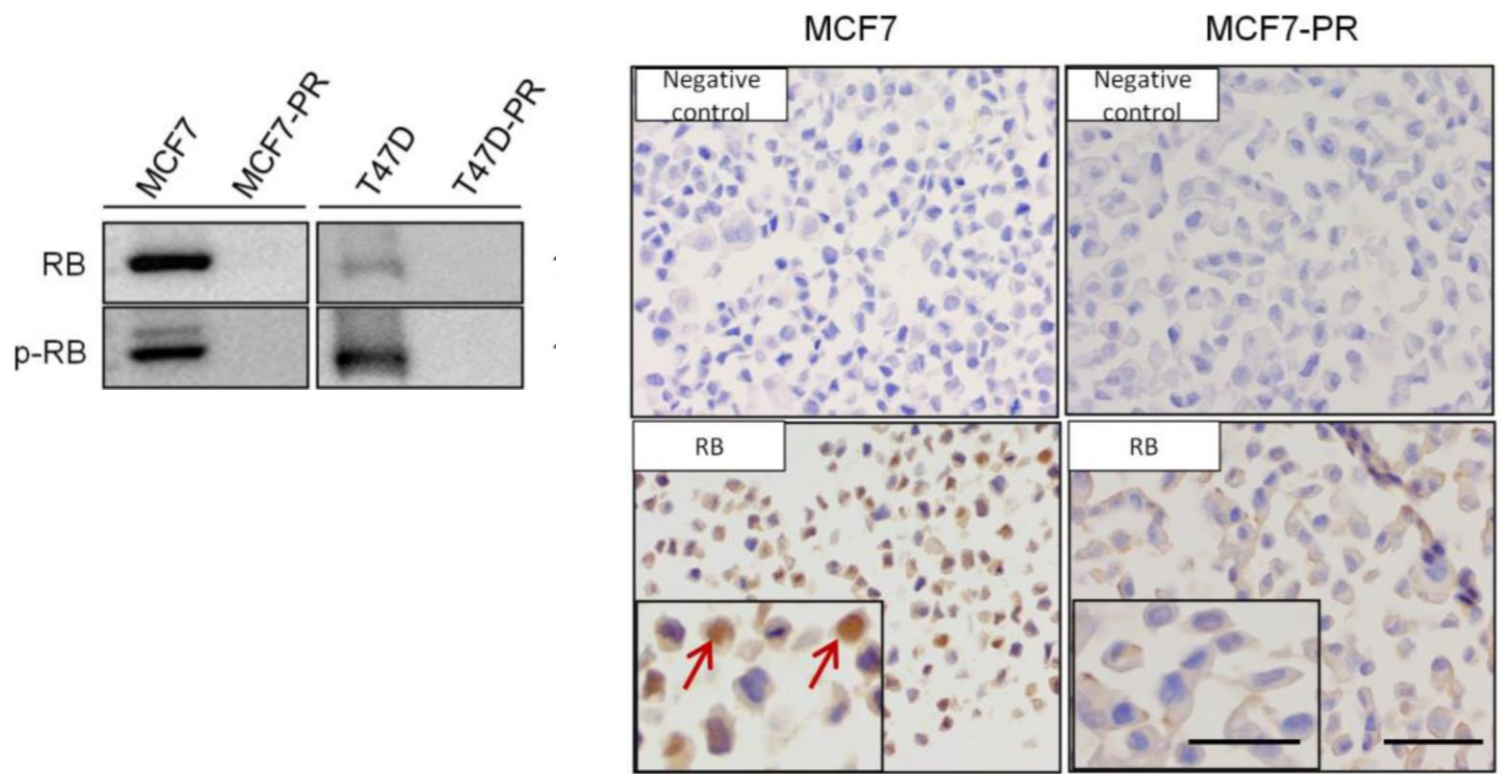 MCF7
MCF7-PR
T47D
T47D-PR
RB
p-RB
MCF7
MCF7-PR
Negative
control
Negative
control
RB
RB